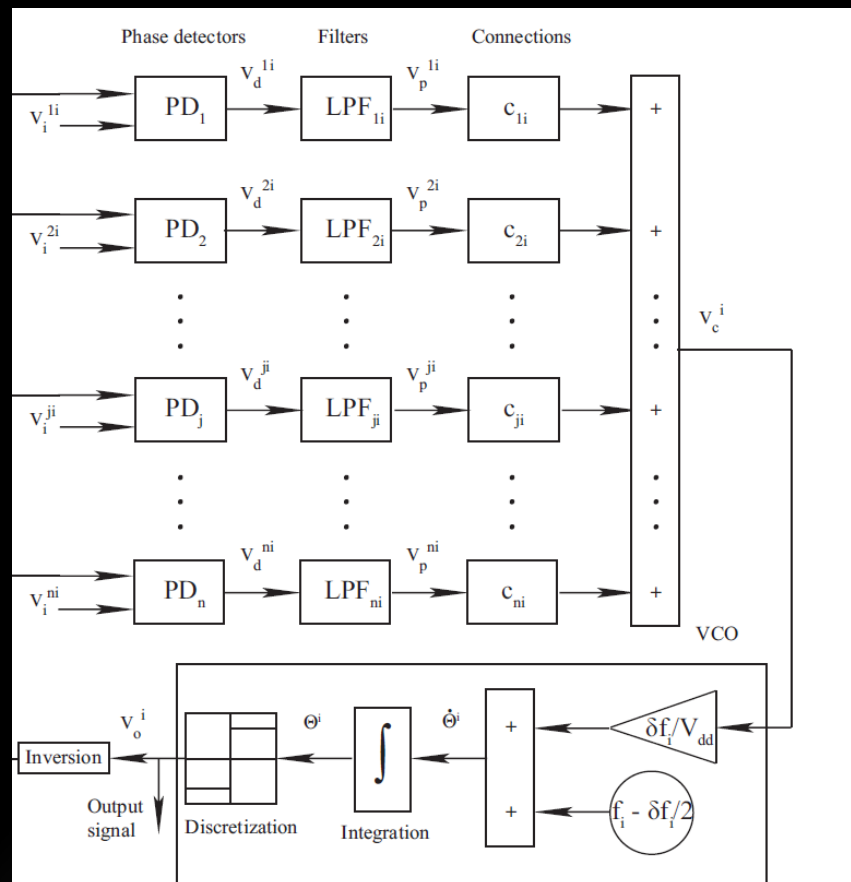 Phase detectors Filters Connections
V_d^1i V_p^1i
PD_1 LPF_1i c_1i +
V_i^1i
V_d^2i V_p^2i
PD_2 LPF_2i c_2i +
V_i^2i
V_c^i
V_d^ji V_p^ji
PD_j LPF_ji c_ji +
V_i^ji
V_d^ni V_p^ni
PD_n LPF_ni c_ni +
V_i^ni
VCO
V_o^i Θ^i Θ̇^i + δf_i/V_dd
Inversion ∫
Output signal
Discretization Integration + f_i - δf_i/2